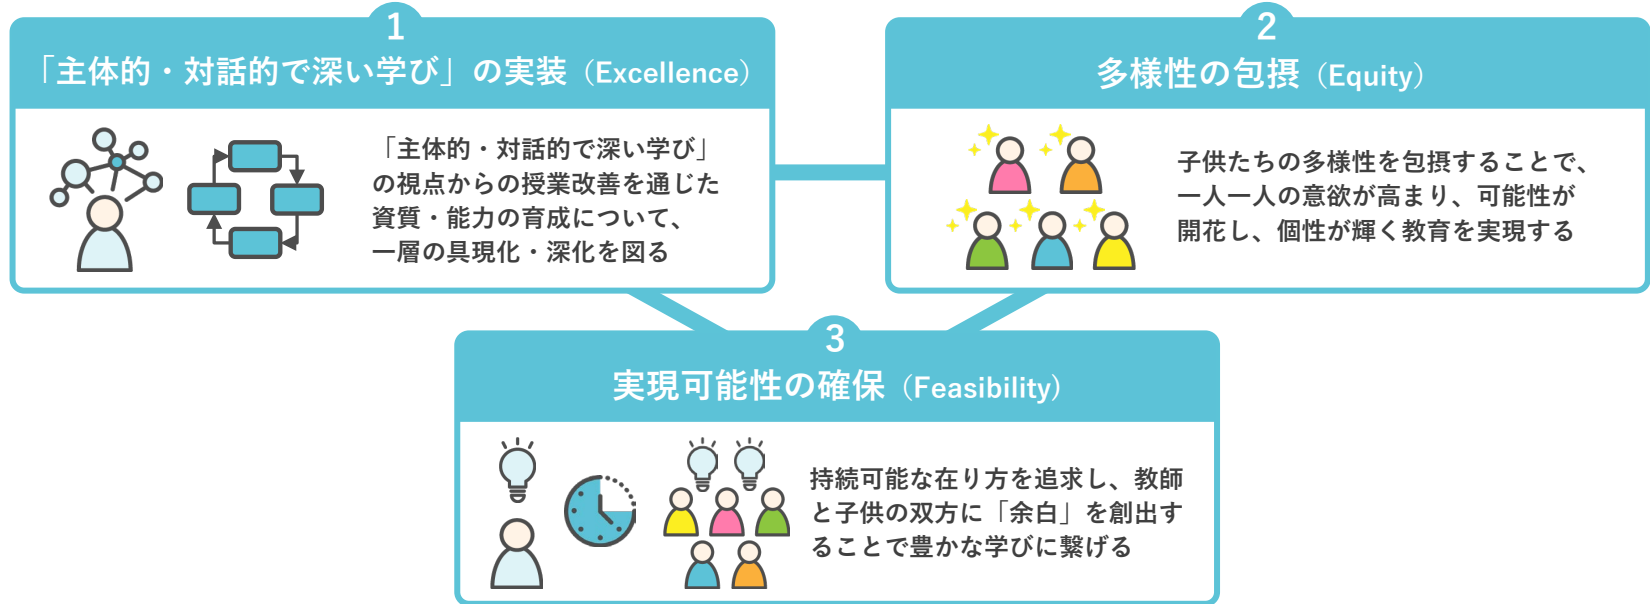 1
「主体的・対話的で深い学び」の実装（Excellence）
「主体的・対話的で深い学び」
の視点からの授業改善を通じた
資質・能力の育成について、
一層の具現化・深化を図る
2
多様性の包摂（Equity）
子供たちの多様性を包摂することで、
一人一人の意欲が高まり、可能性が
開花し、個性が輝く教育を実現する
3
実現可能性の確保（Feasibility）
持続可能な在り方を追求し、教師
と子供の双方に「余白」を創出す
ることで豊かな学びに繋げる